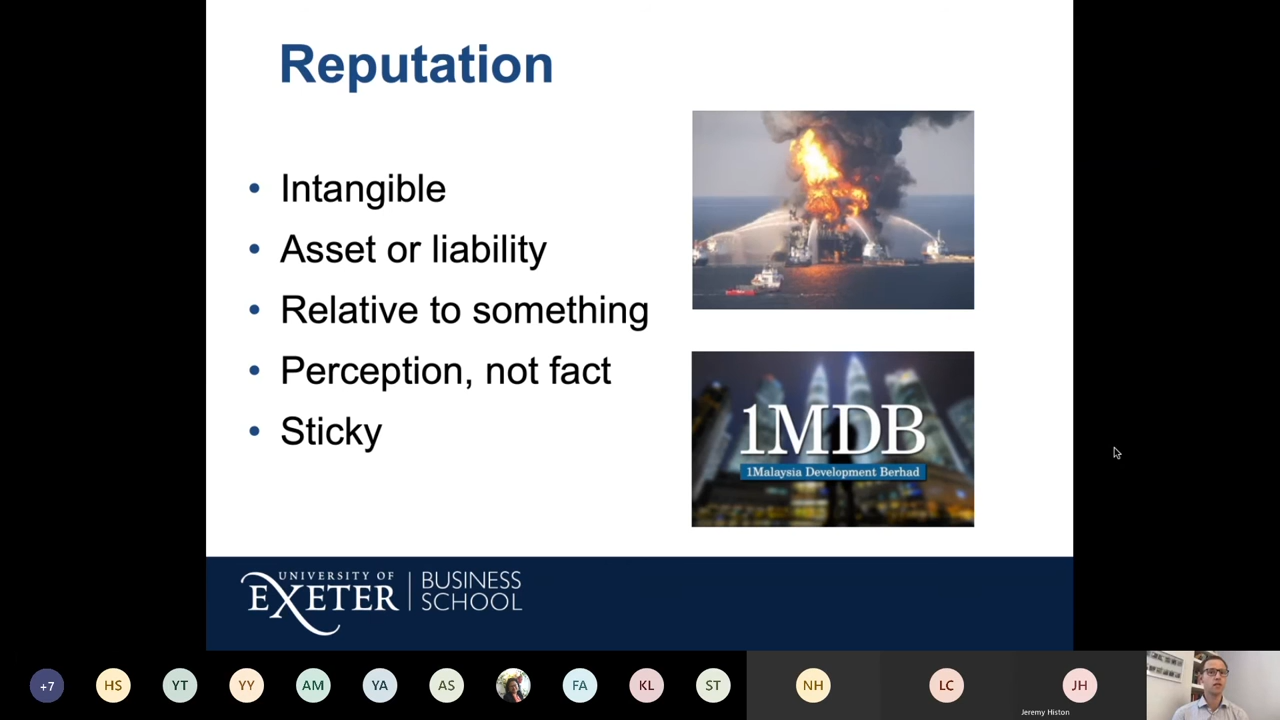 Reputation
• Intangible
• Asset or liability
• Relative to something
• Perception, not fact
• Sticky
1MDB
1Malaysia Development Berhad
UNIVERSITY OF
EXETER
BUSINESS
SCHOOL
+7
HS
YT
YY
AM
YA
AS
FA
KL
ST
NH
LC
JH
Jeremy Histon